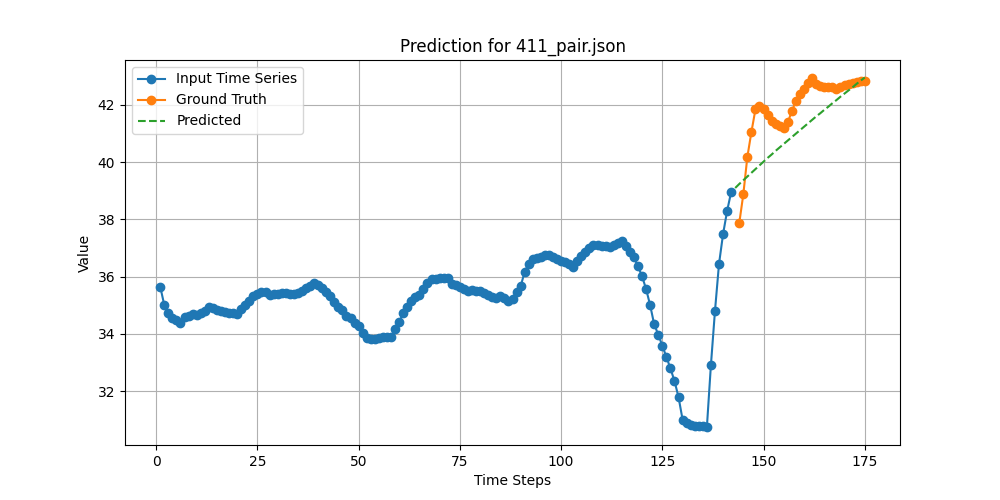 Prediction for 411_pair.json
Input Time Series
Ground Truth
Predicted
Value
42
40
38
36
34
32
0 25 50 75 100 125 150 175
Time Steps